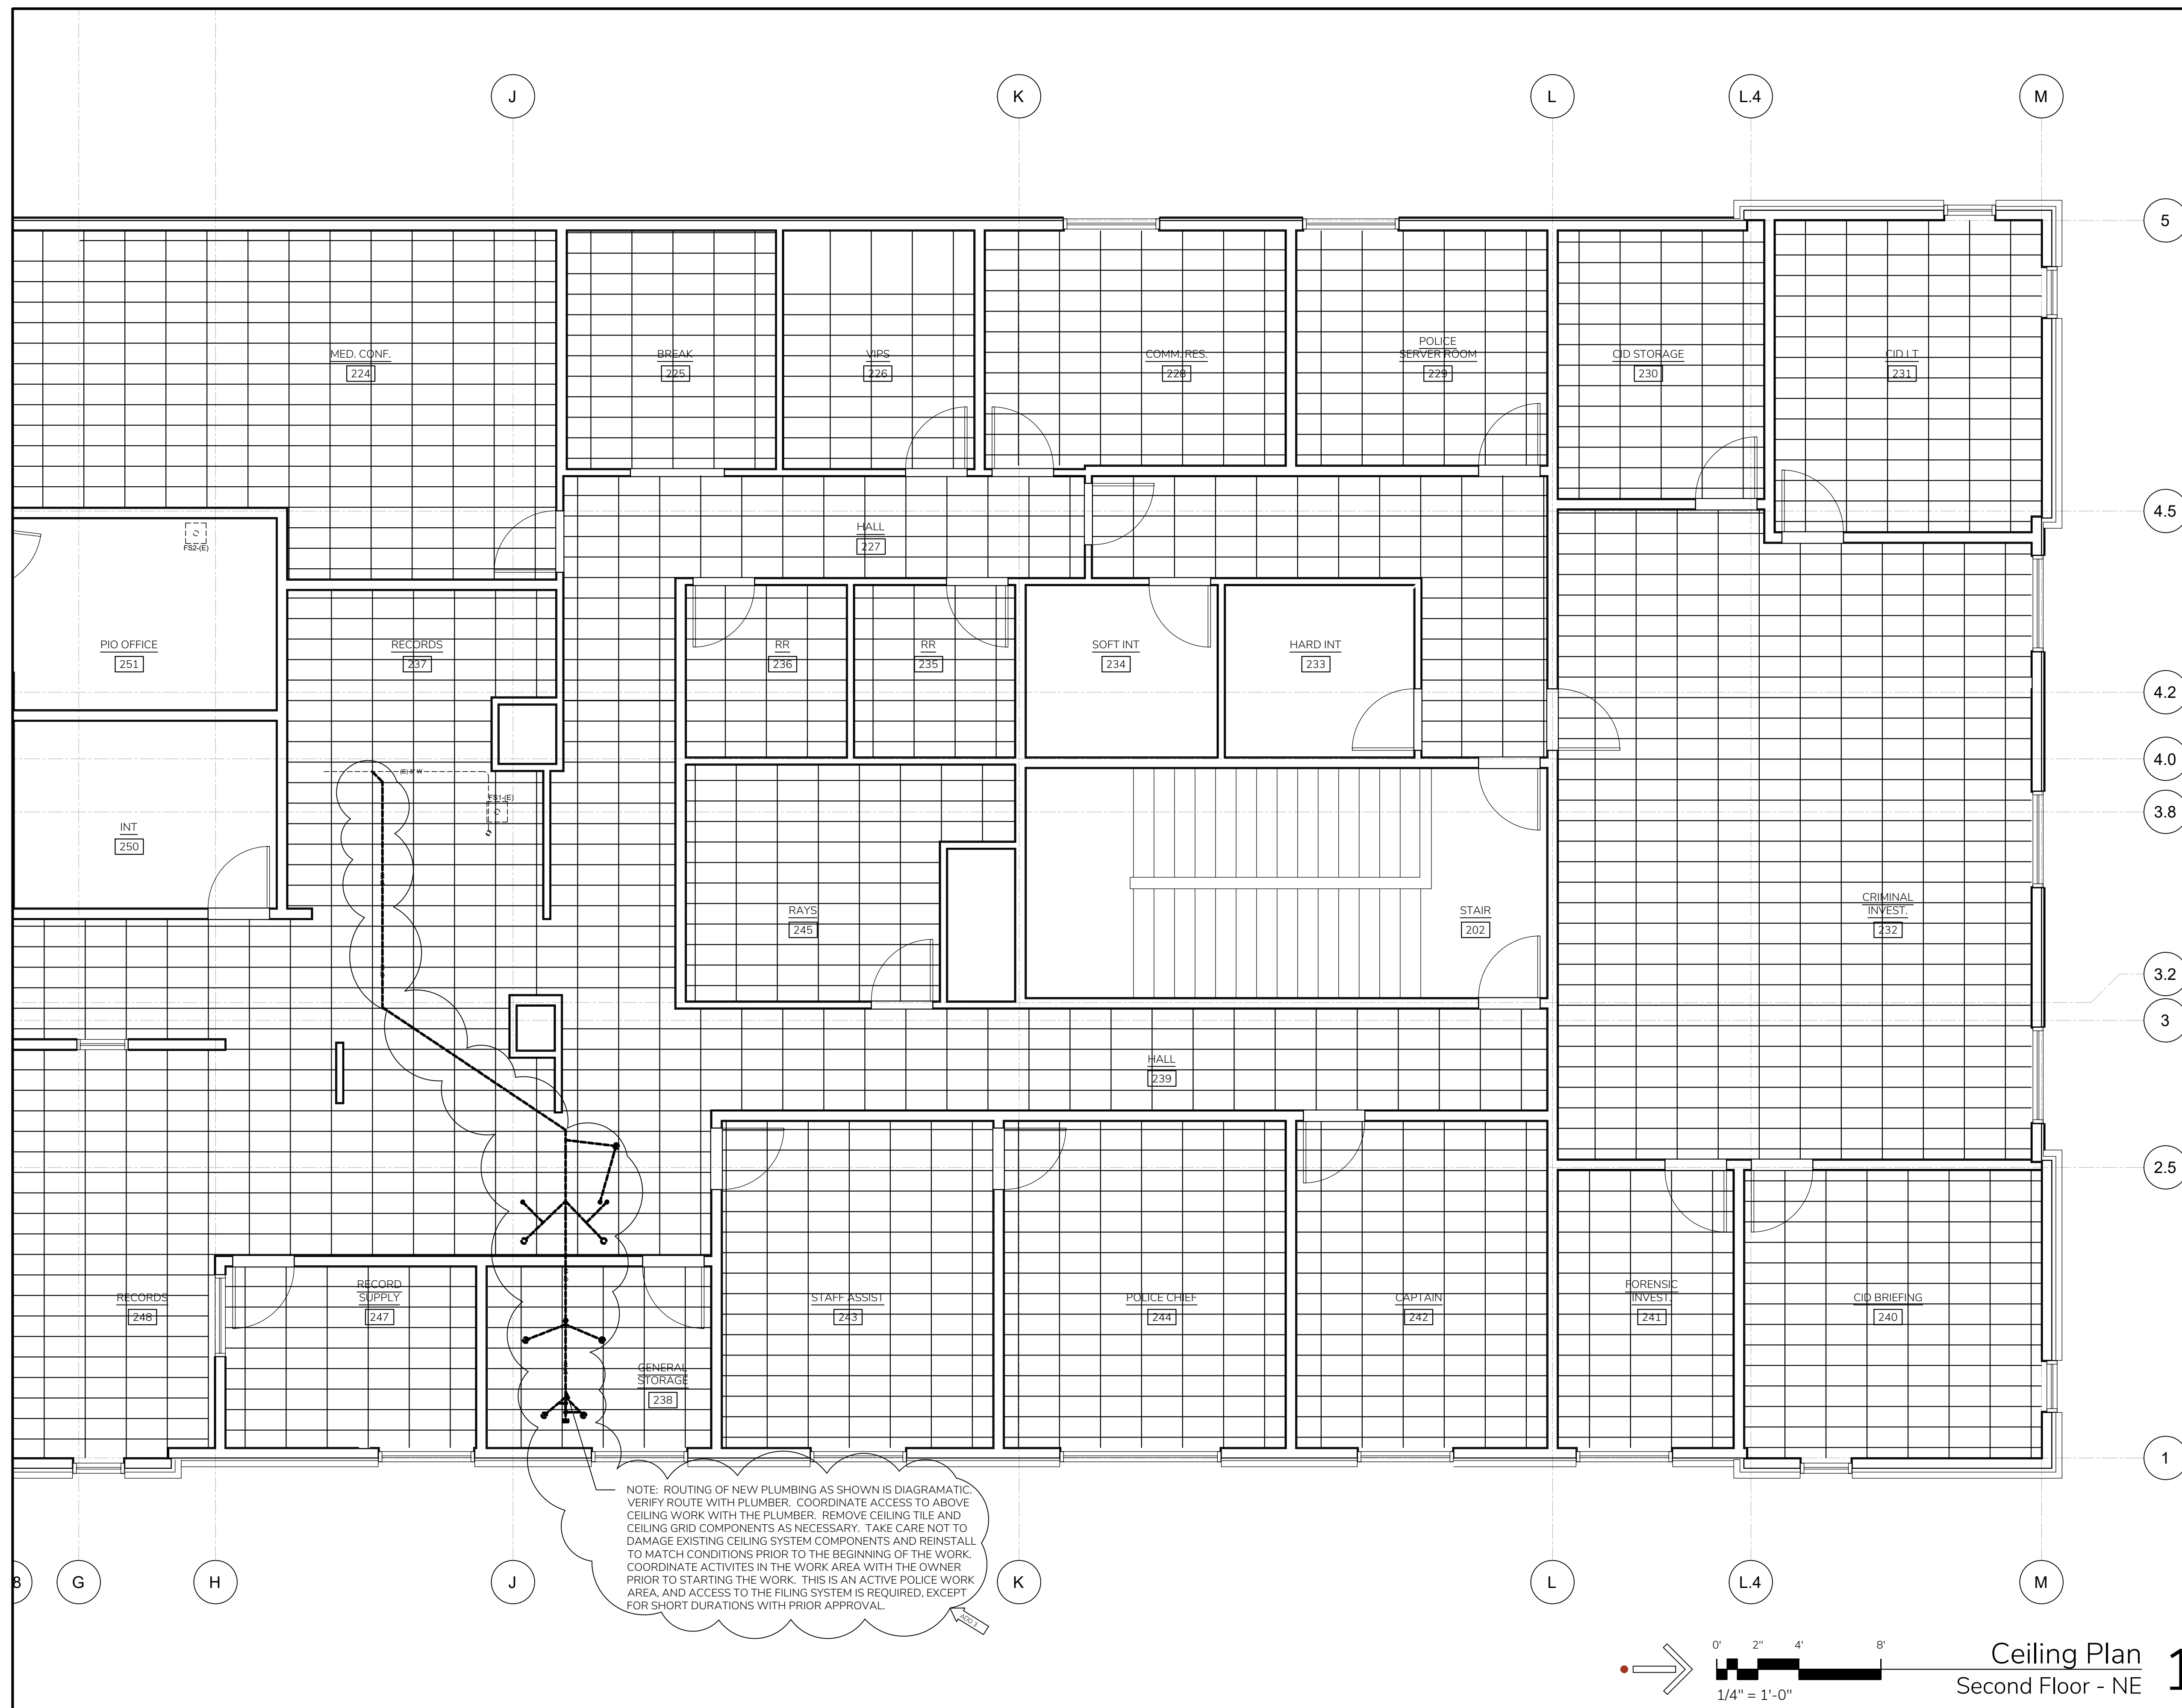 J
K
L
L.4
M
5
MED. CONF.
224
BREAK
225
VIPS
226
COMM. RES.
228
POLICE
SERVER ROOM
229
CID STORAGE
230
CID LT
231
4.5
HALL
227
FS2-(E)
PIO OFFICE
251
RECORDS
237
RR
236
RR
235
SOFT INT
234
HARD INT
233
4.2
4.0
FS1-(E)
3.8
INT
250
RAYS
245
STAIR
202
CRIMINAL
INVEST.
232
3.2
3
HALL
239
2.5
RECORDS
248
RECORD
SUPPLY
247
GENERAL
STORAGE
238
STAFF ASSIST
243
POLICE CHIEF
244
CAPTAIN
242
FORENSIC
INVEST.
241
CID BRIEFING
240
1
NOTE: ROUTING OF NEW PLUMBING AS SHOWN IS DIAGRAMATIC.
VERIFY ROUTE WITH PLUMBER. COORDINATE ACCESS TO ABOVE
CEILING WORK WITH THE PLUMBER. REMOVE CEILING TILE AND
CEILING GRID COMPONENTS AS NECESSARY. TAKE CARE NOT TO
DAMAGE EXISTING CEILING SYSTEM COMPONENTS AND REINSTALL
TO MATCH CONDITIONS PRIOR TO THE BEGINNING OF THE WORK.
COORDINATE ACTIVITES IN THE WORK AREA WITH THE OWNER
PRIOR TO STARTING THE WORK. THIS IS AN ACTIVE POLICE WORK
AREA, AND ACCESS TO THE FILING SYSTEM IS REQUIRED, EXCEPT
FOR SHORT DURATIONS WITH PRIOR APPROVAL.
ADD 3
8
G
H
J
K
L
L.4
M
0' 2" 4' 8'
1/4" = 1'-0"
Ceiling Plan
Second Floor - NE
1